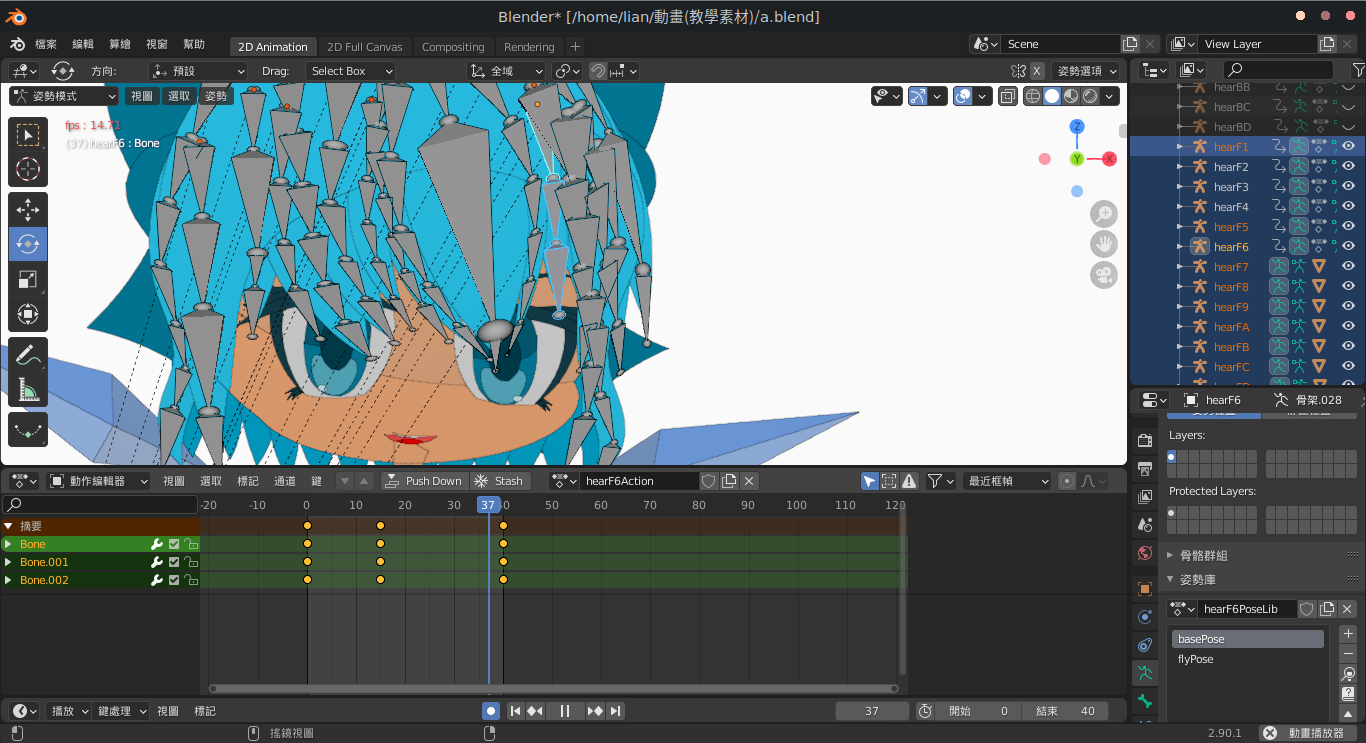 Blender* [/home/lian/動畫(教學素材)/a.blend]
檔案 編輯 算繪 視窗 幫助 2D Animation 2D Full Canvas Compositing Rendering + Scene View Layer
方向: 預設 Drag: Select Box 全域 X 姿勢選項
姿勢模式 視圖 選取 姿勢
fps : 14.71
(37) hearF6 : Bone
Z
Y
X
hearBB
hearBC
hearBD
hearF1
hearF2
hearF3
hearF4
hearF5
hearF6
hearF7
hearF8
hearF9
hearFA
hearFB
hearFC
hearF6 骨架.028
Layers:
Protected Layers:
骨骼群組
姿勢庫
hearF6PoseLib
basePose
flyPose
動作編輯器 視圖 選取 標記 通道 鍵 Push Down Stash hearF6Action 最近框幀
-20 -10 0 10 20 30 37 40 50 60 70 80 90 100 110 120
摘要
Bone
Bone.001
Bone.002
播放 鍵處理 視圖 標記 37 開始 0 結束 40
搖鏡視圖 2.90.1 動畫播放器